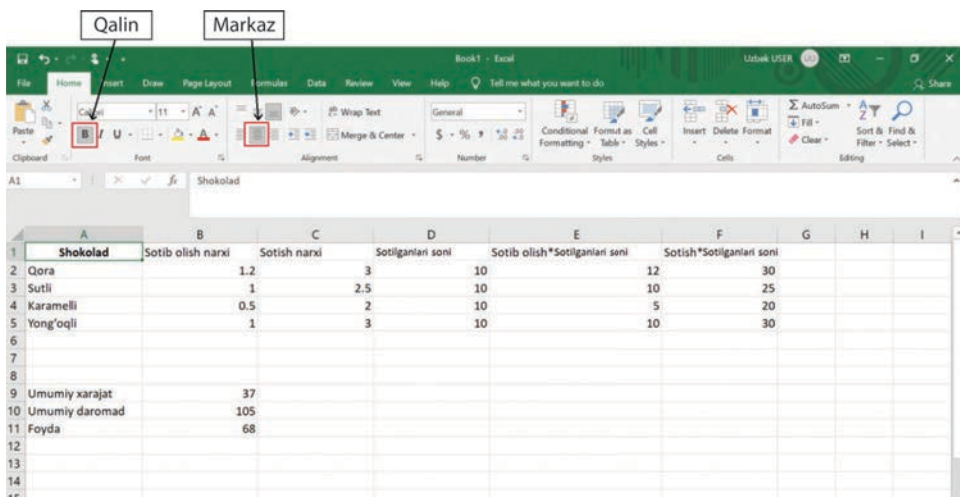 Qalin Markaz
Book1 - Excel Uzbek USER UU
File Home Insert Draw Page Layout Formulas Data Review View Help Tell me what you want to do Share
Calibri 11 A A Wrap Text General AutoSum
Paste B I U Merge & Center $ % Conditional Formatting Format as Table Cell Styles Insert Delete Format Fill Clear Sort & Filter Find & Select
Clipboard Font Alignment Number Styles Cells Editing
A1 fx Shokolad
A B C D E F G H I
1 Shokolad Sotib olish narxi Sotish narxi Sotilganlari soni Sotib olish*Sotilganlari soni Sotish*Sotilganlari soni
2 Qora 1.2 3 10 12 30
3 Sutli 1 2.5 10 10 25
4 Karamelli 0.5 2 10 5 20
5 Yong'oqli 1 3 10 10 30
6
7
8
9 Umumiy xarajat 37
10 Umumiy daromad 105
11 Foyda 68
12
13
14